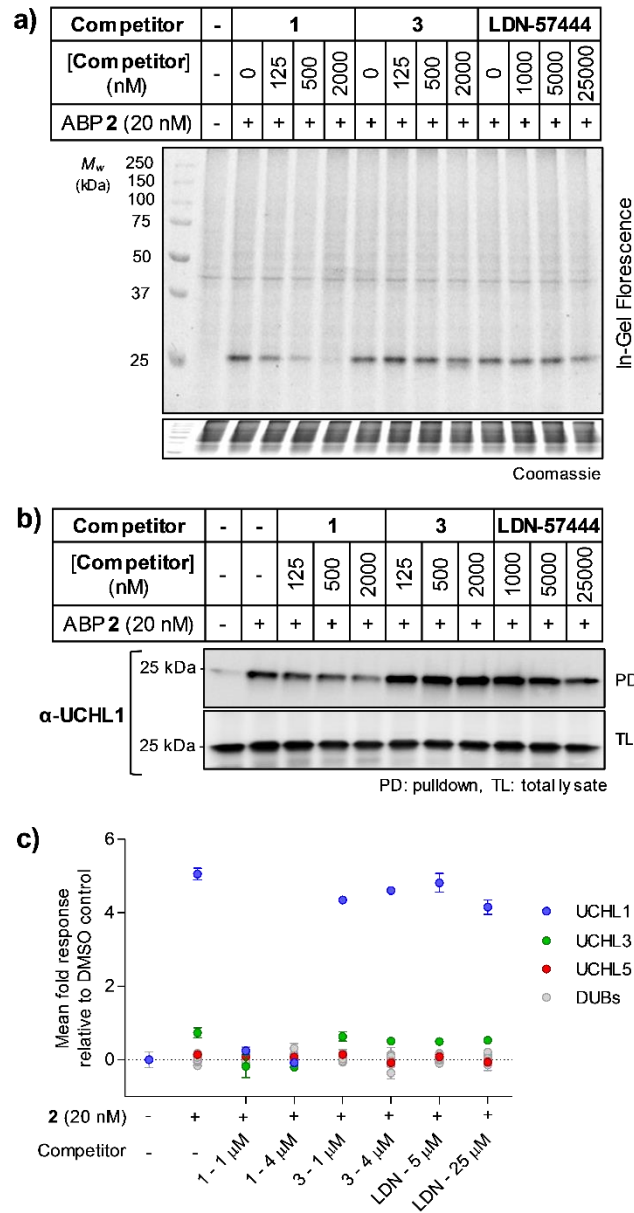 a)
Competitor - 1 3 LDN-57444
[Competitor] (nM) - 0 125 500 2000 0 125 500 2000 0 1000 5000 25000
ABP 2 (20 nM) - + + + + + + + + + + + +
Mw
(kDa)
250
150
100
75
50
37
25
In-Gel Florescence
Coomassie
b)
Competitor - - 1 3 LDN-57444
[Competitor] (nM) - - 125 500 2000 125 500 2000 1000 5000 25000
ABP 2 (20 nM) - + + + + + + + + + +
α-UCHL1
25 kDa
PD
25 kDa
TL
PD: pulldown, TL: total lysate
c)
Mean fold response
relative to DMSO control
6
4
2
0
UCHL1
UCHL3
UCHL5
DUBs
2 (20 nM) - + + + + + + +
Competitor - - 1 - 1 µM 1 - 4 µM 3 - 1 µM 3 - 4 µM LDN - 5 µM LDN - 25 µM